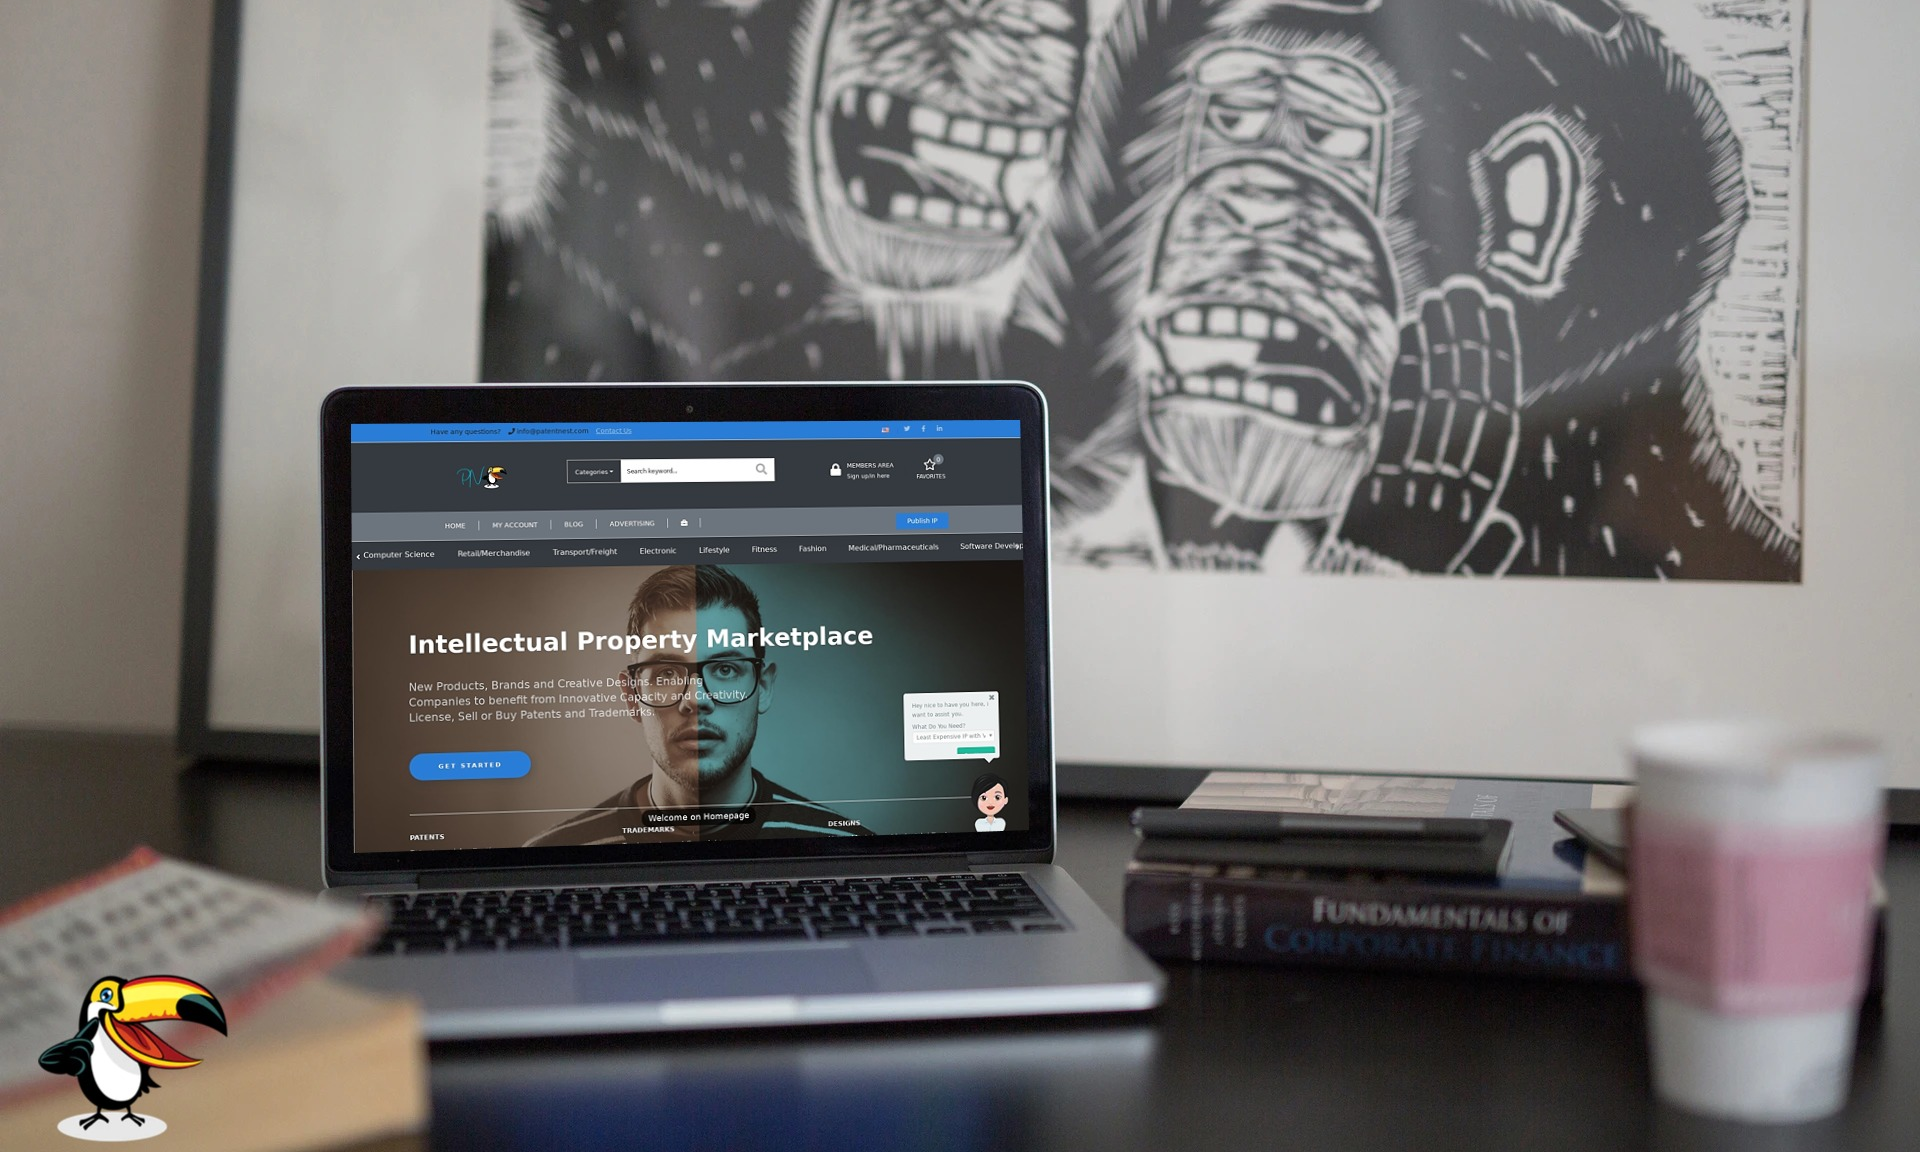 Have any questions? info@patentnest.com Contact Us
PN
Categories Search keyword...
MEMBERS AREA
Sign up/in here
0
FAVORITES
HOME MY ACCOUNT BLOG ADVERTISING
Publish IP
Computer Science Retail/Merchandise Transport/Freight Electronic Lifestyle Fitness Fashion Medical/Pharmaceuticals Software Develop
Intellectual Property Marketplace
New Products, Brands and Creative Designs. Enabling
Companies to benefit from Innovative Capacity and Creativity.
License, Sell or Buy Patents and Trademarks.
GET STARTED
Hey nice to have you here, i
want to assist you.
What Do You Need?
Least Expensive IP with
Welcome on Homepage
PATENTS
TRADEMARKS
DESIGNS
FUNDAMENTALS OF
CORPORATE FINANCE